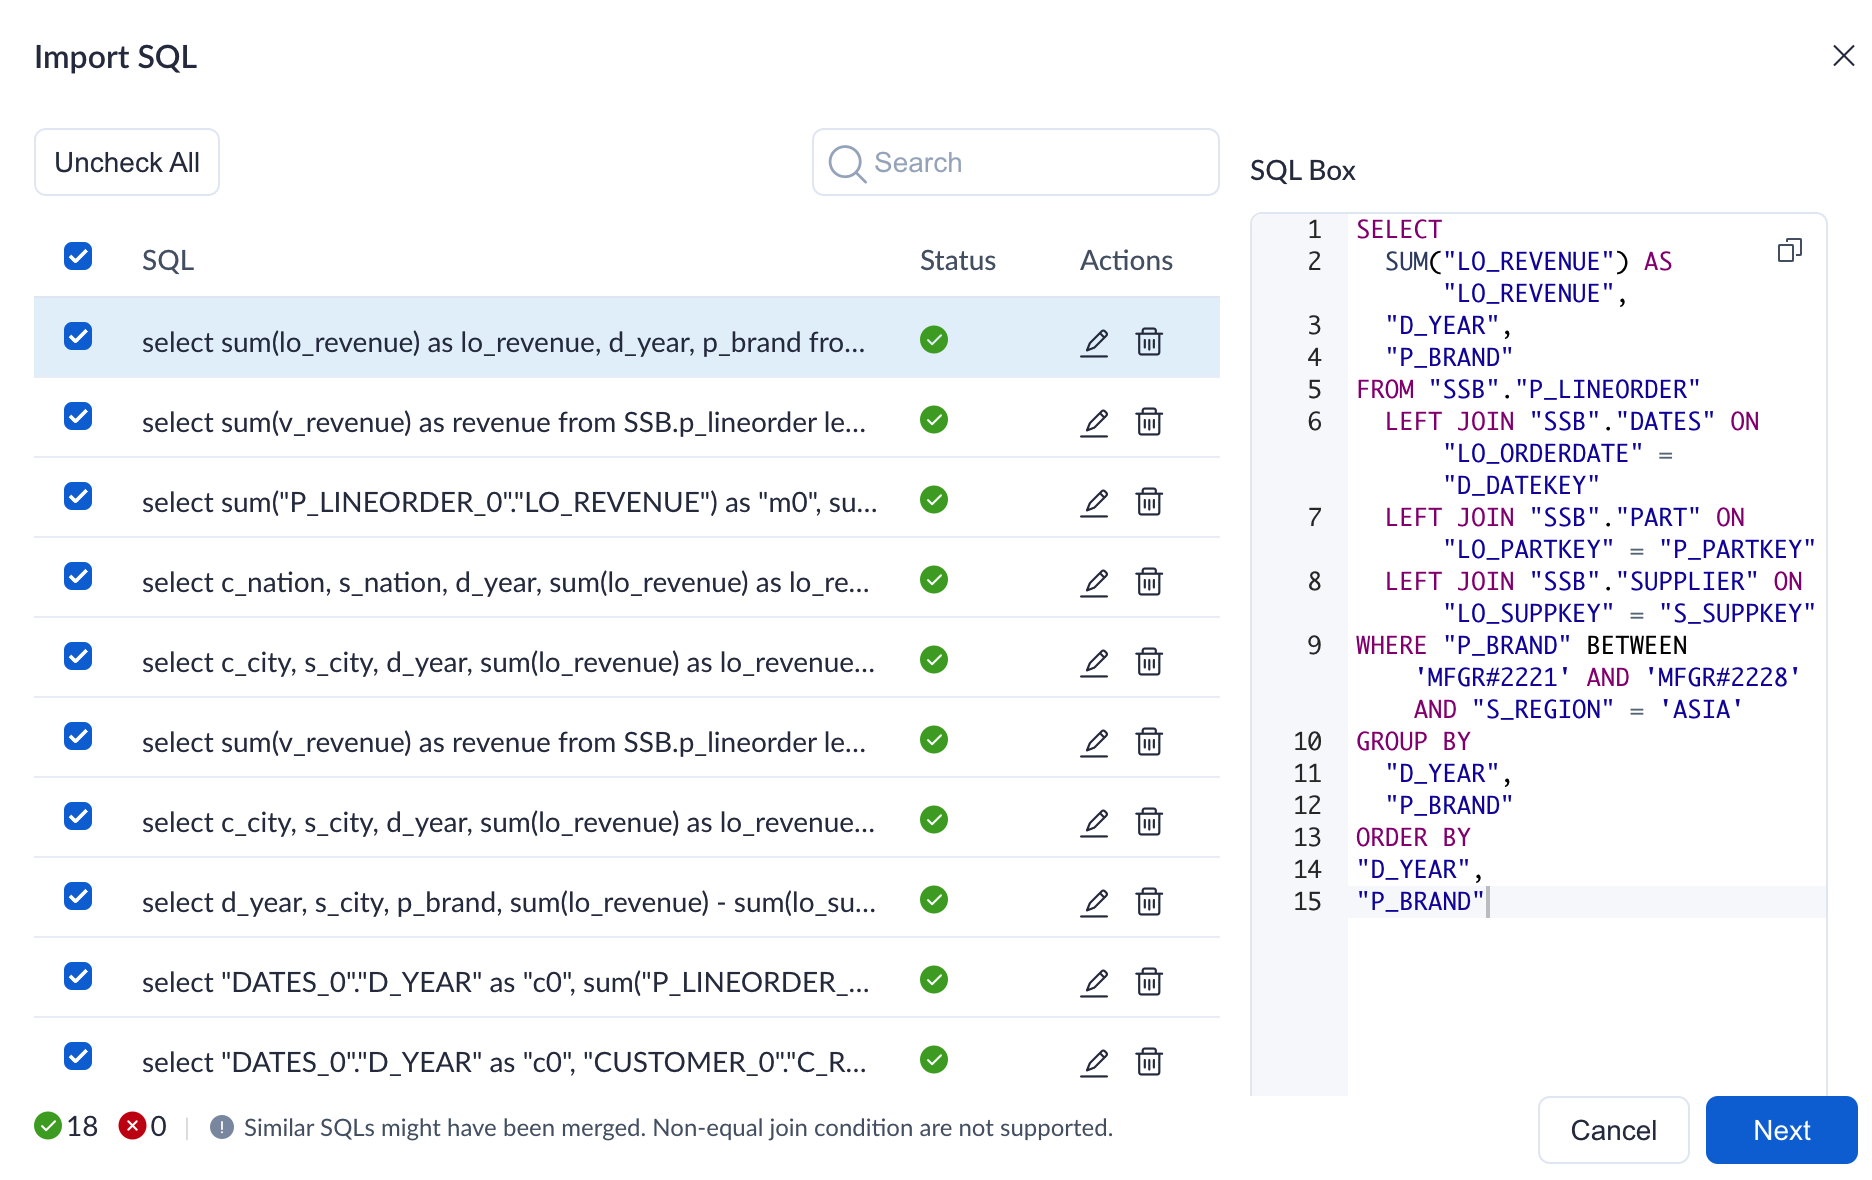 Import SQL
Uncheck All
Search
SQL Status Actions
select sum(lo_revenue) as lo_revenue, d_year, p_brand fro...
select sum(v_revenue) as revenue from SSB.p_lineorder le...
select sum("P_LINEORDER_0"."LO_REVENUE") as "m0", su...
select c_nation, s_nation, d_year, sum(lo_revenue) as lo_re...
select c_city, s_city, d_year, sum(lo_revenue) as lo_revenue...
select sum(v_revenue) as revenue from SSB.p_lineorder le...
select c_city, s_city, d_year, sum(lo_revenue) as lo_revenue...
select d_year, s_city, p_brand, sum(lo_revenue) - sum(lo_su...
select "DATES_0"."D_YEAR" as "c0", sum("P_LINEORDER_...
select "DATES_0"."D_YEAR" as "c0", "CUSTOMER_0"."C_R...
18 0 Similar SQLs might have been merged. Non-equal join condition are not supported.
SQL Box
1 SELECT
2 SUM("LO_REVENUE") AS
"LO_REVENUE",
3 "D_YEAR",
4 "P_BRAND"
5 FROM "SSB"."P_LINEORDER"
6 LEFT JOIN "SSB"."DATES" ON
"LO_ORDERDATE" =
"D_DATEKEY"
7 LEFT JOIN "SSB"."PART" ON
"LO_PARTKEY" = "P_PARTKEY"
8 LEFT JOIN "SSB"."SUPPLIER" ON
"LO_SUPPKEY" = "S_SUPPKEY"
9 WHERE "P_BRAND" BETWEEN
'MFGR#2221' AND 'MFGR#2228'
AND "S_REGION" = 'ASIA'
10 GROUP BY
11 "D_YEAR",
12 "P_BRAND"
13 ORDER BY
14 "D_YEAR",
15 "P_BRAND"
Cancel
Next